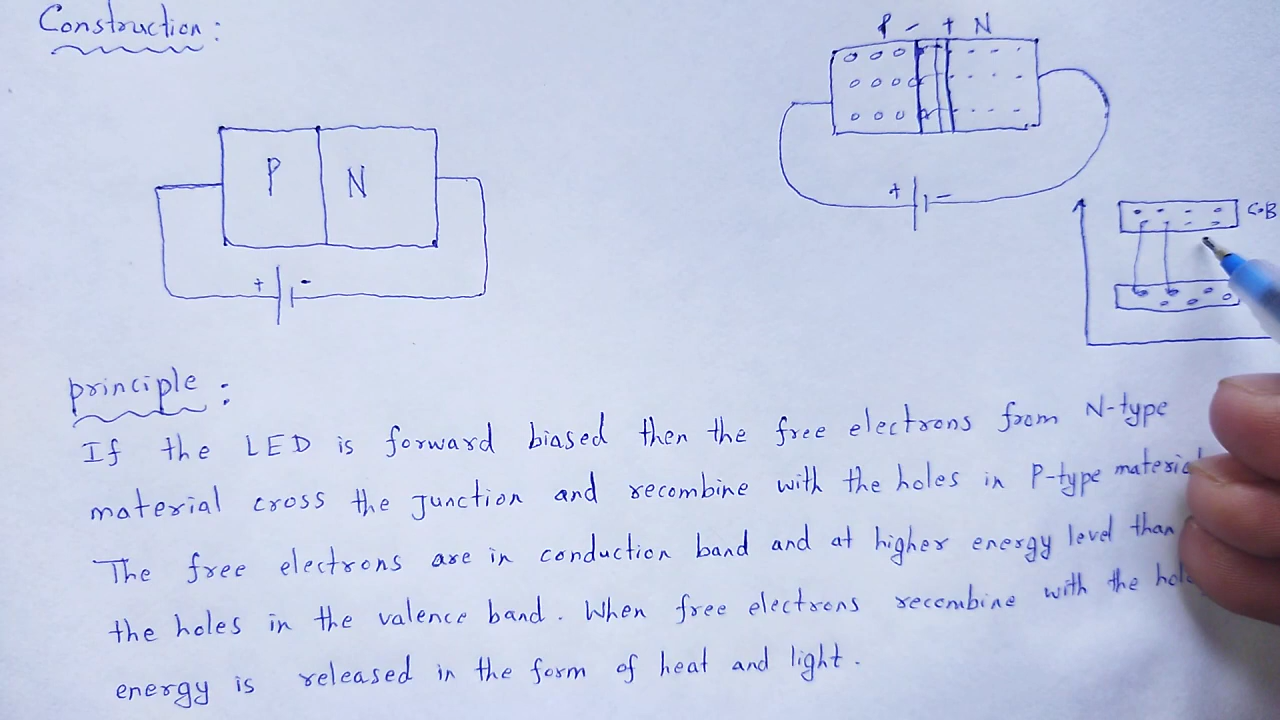 Construction :
P - + N
P N
+ -
+ -
C.B
principle :
If the LED is forward biased then the free electrons from N-type
material cross the junction and recombine with the holes in P-type material
The free electrons are in conduction band and at higher energy level than
the holes in the valence band. When free electrons recombine with the
energy is released in the form of heat and light.